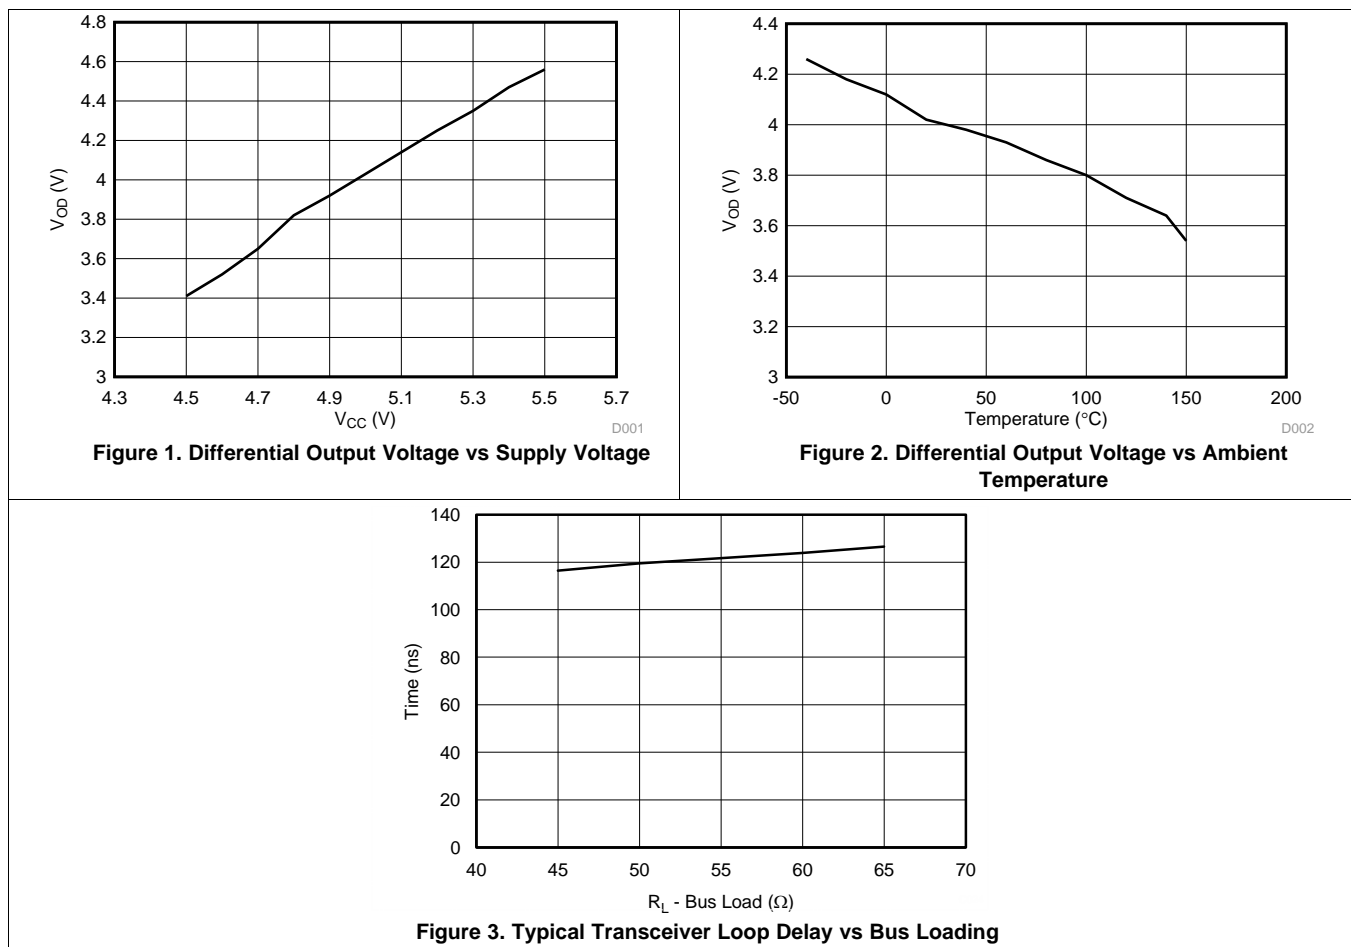 4.8
4.6
4.4
4.2
4
3.8
3.6
3.4
3.2
3
V_OD (V)
4.3 4.5 4.7 4.9 5.1 5.3 5.5 5.7
V_CC (V)
D001
Figure 1. Differential Output Voltage vs Supply Voltage
4.4
4.2
4
3.8
3.6
3.4
3.2
3
V_OD (V)
-50 0 50 100 150 200
Temperature (°C)
D002
Figure 2. Differential Output Voltage vs Ambient
Temperature
140
120
100
80
60
40
20
0
Time (ns)
40 45 50 55 60 65 70
R_L - Bus Load (Ω)
Figure 3. Typical Transceiver Loop Delay vs Bus Loading